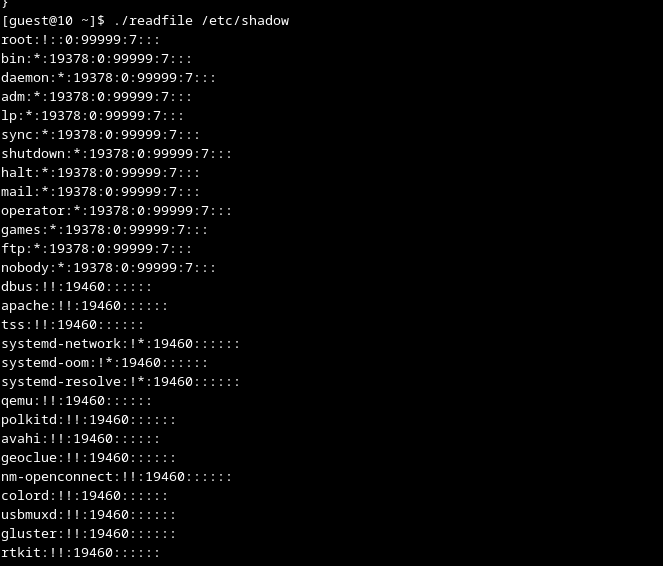 }
[guest@10 ~]$ ./readfile /etc/shadow
root:!::0:99999:7:::
bin:*:19378:0:99999:7:::
daemon:*:19378:0:99999:7:::
adm:*:19378:0:99999:7:::
lp:*:19378:0:99999:7:::
sync:*:19378:0:99999:7:::
shutdown:*:19378:0:99999:7:::
halt:*:19378:0:99999:7:::
mail:*:19378:0:99999:7:::
operator:*:19378:0:99999:7:::
games:*:19378:0:99999:7:::
ftp:*:19378:0:99999:7:::
nobody:*:19378:0:99999:7:::
dbus:!!:19460::::::
apache:!!:19460::::::
tss:!!:19460::::::
systemd-network:!*:19460::::::
systemd-oom:!*:19460::::::
systemd-resolve:!*:19460::::::
qemu:!!:19460::::::
polkitd:!!:19460::::::
avahi:!!:19460::::::
geoclue:!!:19460::::::
nm-openconnect:!!:19460::::::
colord:!!:19460::::::
usbmuxd:!!:19460::::::
gluster:!!:19460::::::
rtkit:!!:19460::::::